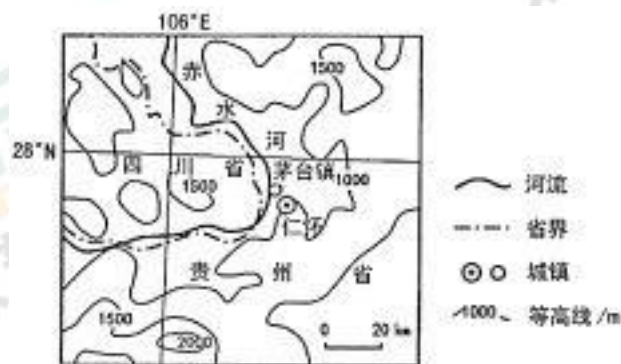 106°E
赤
1500
水
河
28°N
四川省
茅台镇
1000
1500
仁怀
贵州省
1500
2000
0 20 km
河流
省界
城镇
1000 等高线/m